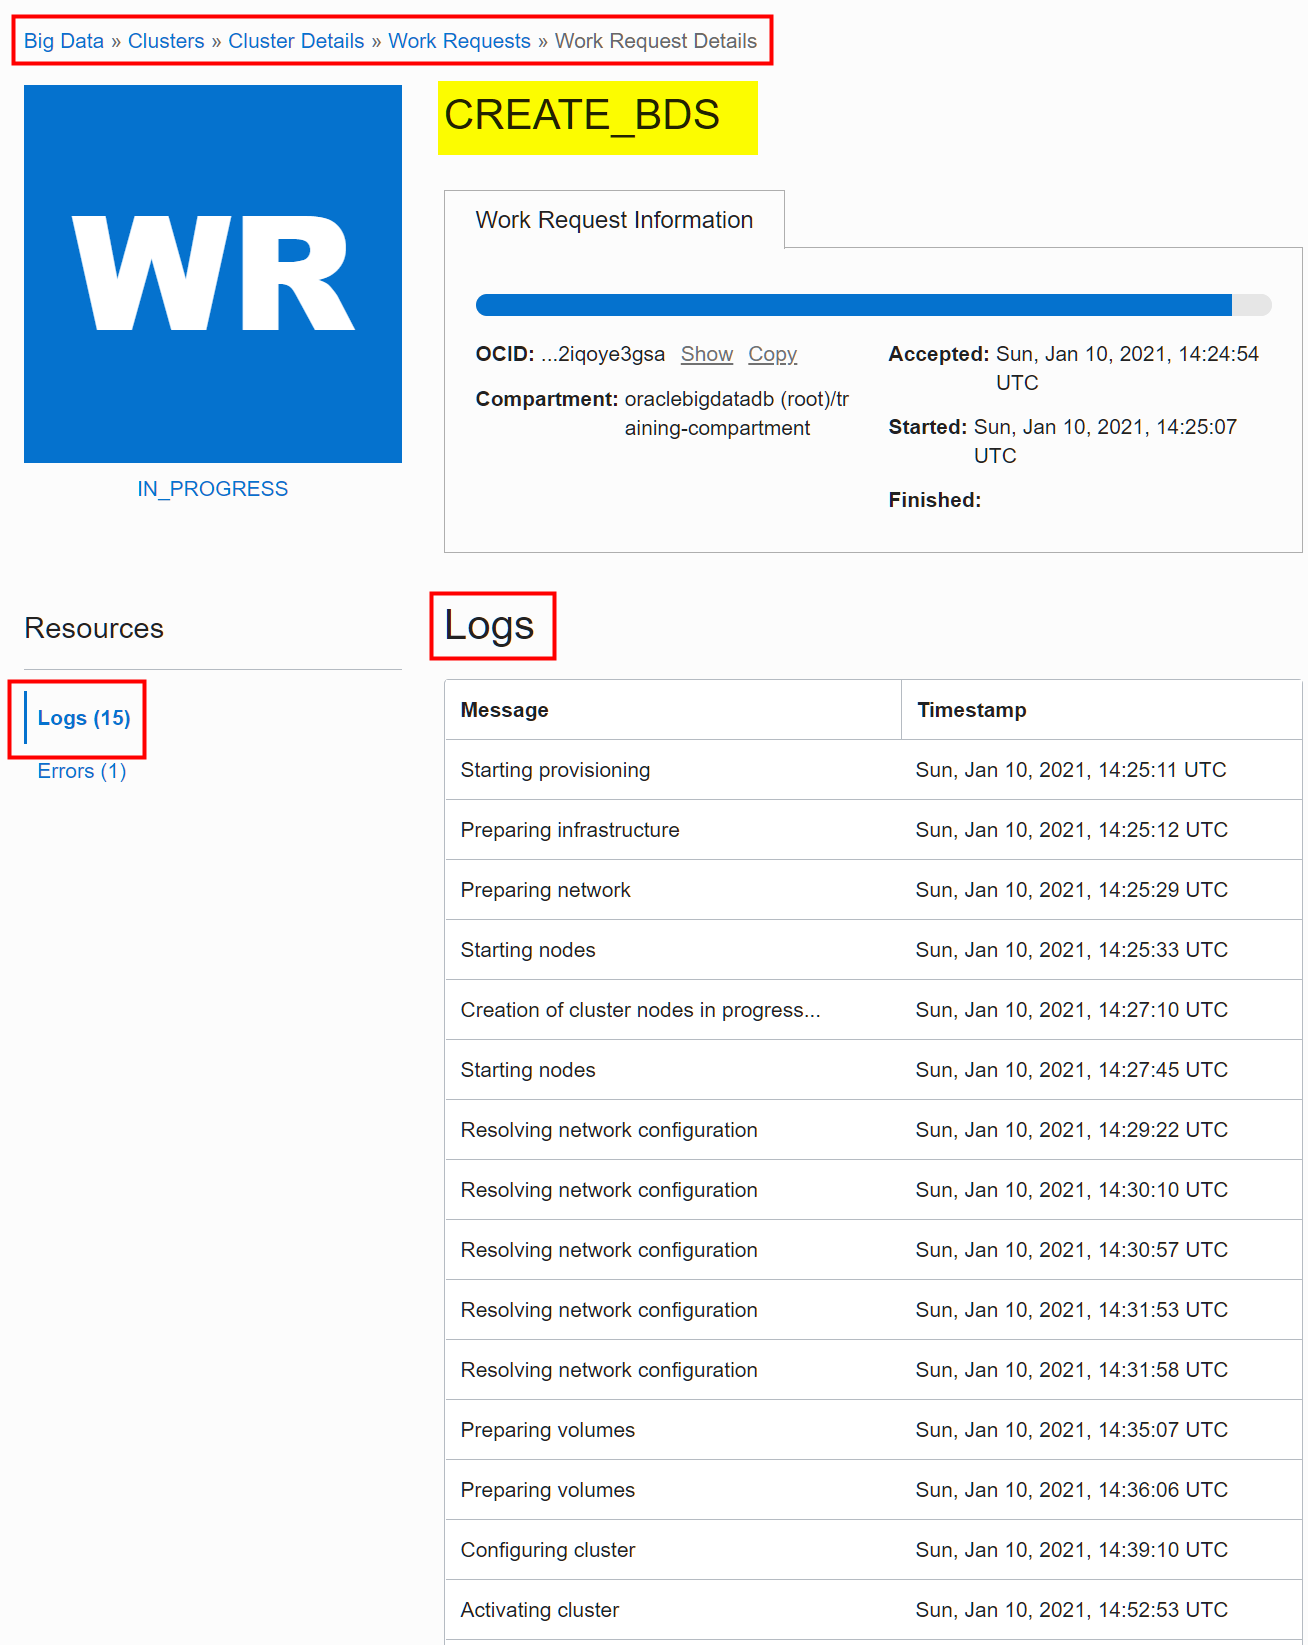 Big Data » Clusters » Cluster Details » Work Requests » Work Request Details
WR
IN_PROGRESS
CREATE_BDS
Work Request Information
OCID: ...2iqoye3gsa Show Copy
Compartment: oraclebigdatadb (root)/tr
aining-compartment
Accepted: Sun, Jan 10, 2021, 14:24:54
UTC
Started: Sun, Jan 10, 2021, 14:25:07
UTC
Finished:
Resources
Logs (15)
Errors (1)
Logs
Message Timestamp
Starting provisioning Sun, Jan 10, 2021, 14:25:11 UTC
Preparing infrastructure Sun, Jan 10, 2021, 14:25:12 UTC
Preparing network Sun, Jan 10, 2021, 14:25:29 UTC
Starting nodes Sun, Jan 10, 2021, 14:25:33 UTC
Creation of cluster nodes in progress... Sun, Jan 10, 2021, 14:27:10 UTC
Starting nodes Sun, Jan 10, 2021, 14:27:45 UTC
Resolving network configuration Sun, Jan 10, 2021, 14:29:22 UTC
Resolving network configuration Sun, Jan 10, 2021, 14:30:10 UTC
Resolving network configuration Sun, Jan 10, 2021, 14:30:57 UTC
Resolving network configuration Sun, Jan 10, 2021, 14:31:53 UTC
Resolving network configuration Sun, Jan 10, 2021, 14:31:58 UTC
Preparing volumes Sun, Jan 10, 2021, 14:35:07 UTC
Preparing volumes Sun, Jan 10, 2021, 14:36:06 UTC
Configuring cluster Sun, Jan 10, 2021, 14:39:10 UTC
Activating cluster Sun, Jan 10, 2021, 14:52:53 UTC